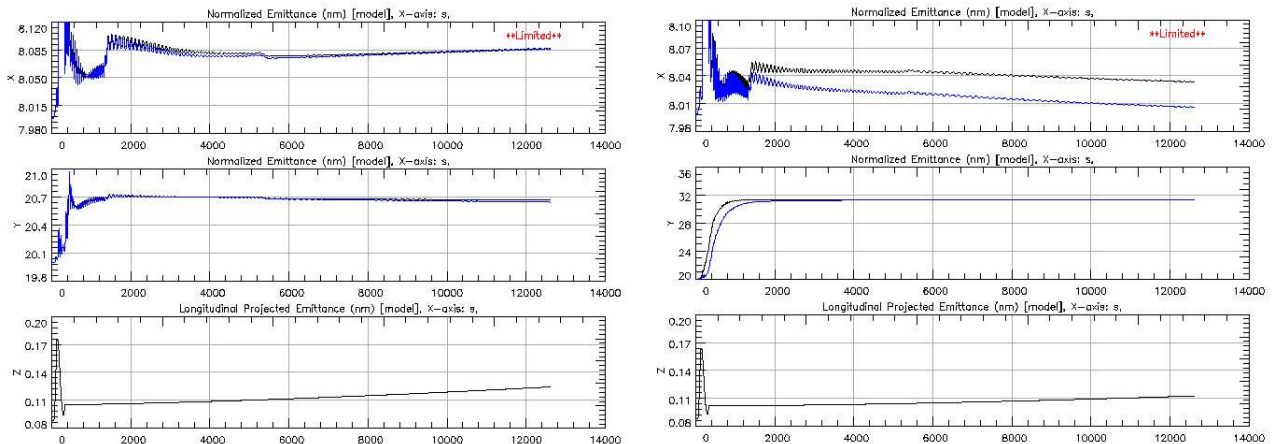 Normalized Emittance (nm) [model], X-axis: s,
8.120
8.085
8.050
8.015
7.980
X
**Limited**
0 2000 4000 6000 8000 10000 12000 14000
Normalized Emittance (nm) [model], X-axis: s,
21.0
20.7
20.4
20.1
19.8
Y
0 2000 4000 6000 8000 10000 12000 14000
Longitudinal Projected Emittance (nm) [model], X-axis: s,
0.20
0.17
0.14
0.11
0.08
Z
0 2000 4000 6000 8000 10000 12000 14000
Normalized Emittance (nm) [model], X-axis: s,
8.10
8.07
8.04
8.01
7.98
X
**Limited**
0 2000 4000 6000 8000 10000 12000 14000
Normalized Emittance (nm) [model], X-axis: s,
36
32
28
24
20
Y
0 2000 4000 6000 8000 10000 12000 14000
Longitudinal Projected Emittance (nm) [model], X-axis: s,
0.20
0.17
0.14
0.11
0.08
Z
0 2000 4000 6000 8000 10000 12000 14000